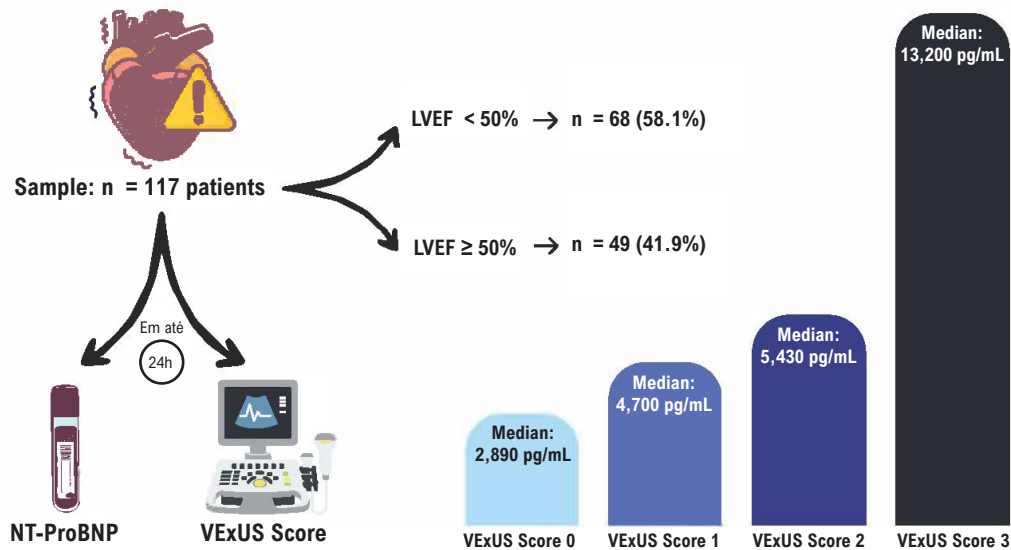 Sample: n = 117 patients
LVEF < 50% → n = 68 (58.1%)
LVEF ≥ 50% → n = 49 (41.9%)
Em até
24h
NT-ProBNP
VExUS Score
Median:
2,890 pg/mL
VExUS Score 0
Median:
4,700 pg/mL
VExUS Score 1
Median:
5,430 pg/mL
VExUS Score 2
Median:
13,200 pg/mL
VExUS Score 3